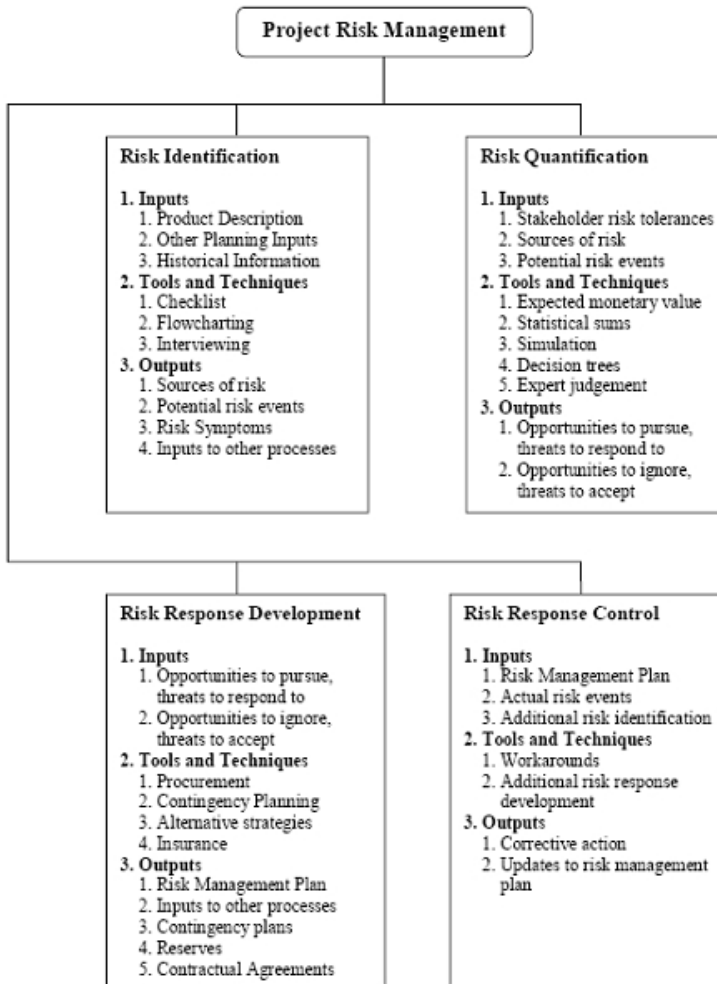 Project Risk Management
Risk Identification
1. Inputs
1. Product Description
2. Other Planning Inputs
3. Historical Information
2. Tools and Techniques
1. Checklist
2. Flowcharting
3. Interviewing
3. Outputs
1. Sources of risk
2. Potential risk events
3. Risk Symptoms
4. Inputs to other processes
Risk Quantification
1. Inputs
1. Stakeholder risk tolerances
2. Sources of risk
3. Potential risk events
2. Tools and Techniques
1. Expected monetary value
2. Statistical sums
3. Simulation
4. Decision trees
5. Expert judgement
3. Outputs
1. Opportunities to pursue,
threats to respond to
2. Opportunities to ignore,
threats to accept
Risk Response Development
1. Inputs
1. Opportunities to pursue,
threats to respond to
2. Opportunities to ignore,
threats to accept
2. Tools and Techniques
1. Procurement
2. Contingency Planning
3. Alternative strategies
4. Insurance
3. Outputs
1. Risk Management Plan
2. Inputs to other processes
3. Contingency plans
4. Reserves
5. Contractual Agreements
Risk Response Control
1. Inputs
1. Risk Management Plan
2. Actual risk events
3. Additional risk identification
2. Tools and Techniques
1. Workarounds
2. Additional risk response
development
3. Outputs
1. Corrective action
2. Updates to risk management
plan